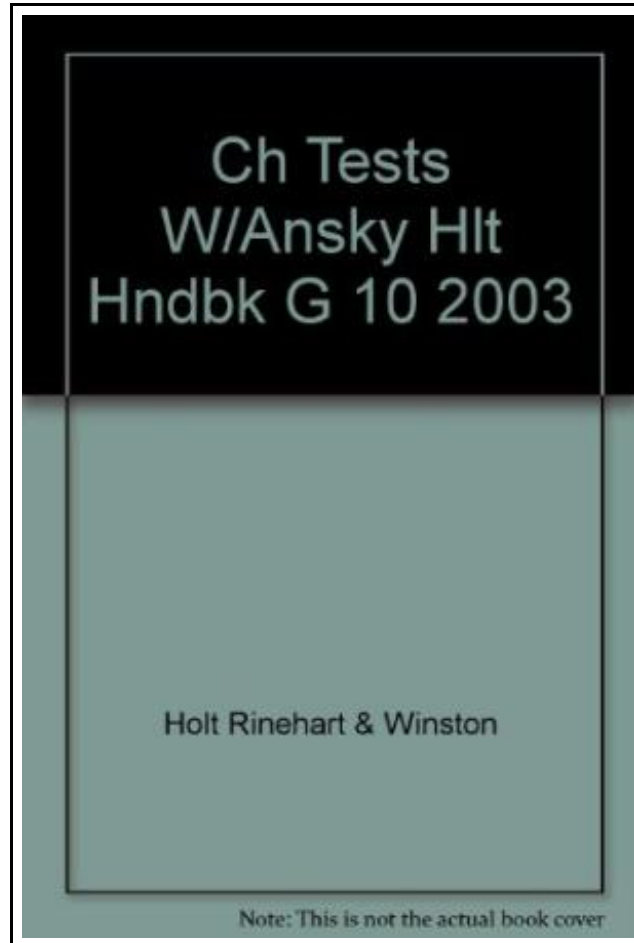 Ch Tests
W/Ansky Hlt
Hndbk G 10 2003
Holt Rinehart & Winston
Note: This is not the actual book cover